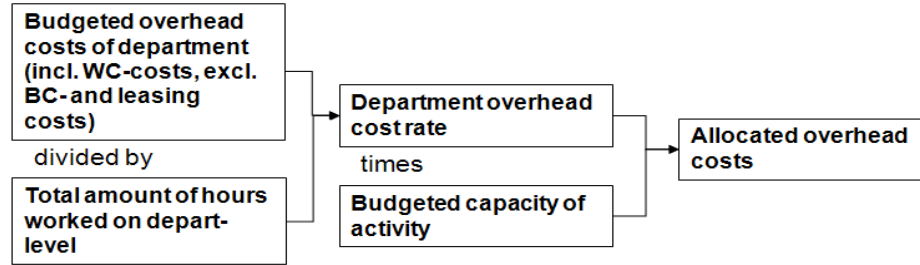 Budgeted overhead
costs of department
(incl. WC-costs, excl.
BC- and leasing
costs)
divided by
Total amount of hours
worked on depart-
level
Department overhead
cost rate
times
Budgeted capacity of
activity
Allocated overhead
costs